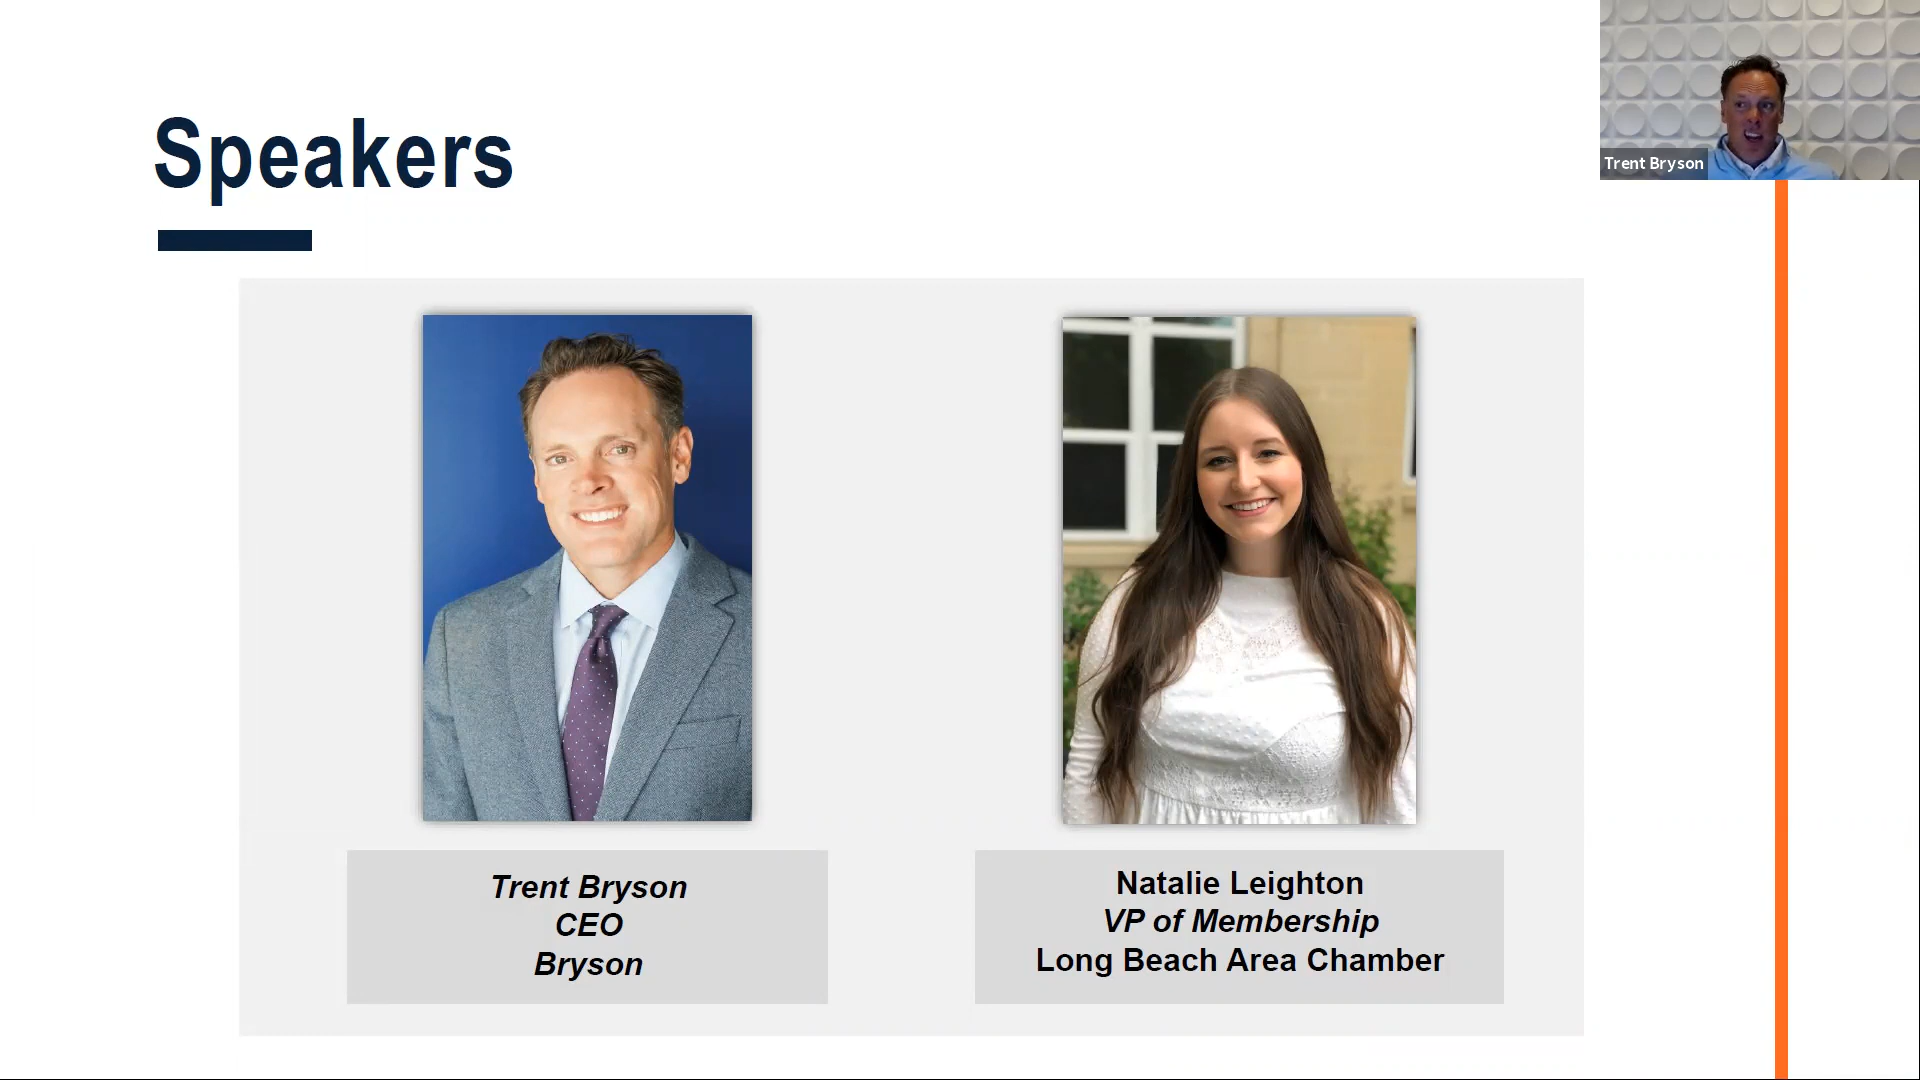 Speakers
Trent Bryson
Trent Bryson
CEO
Bryson
Natalie Leighton
VP of Membership
Long Beach Area Chamber